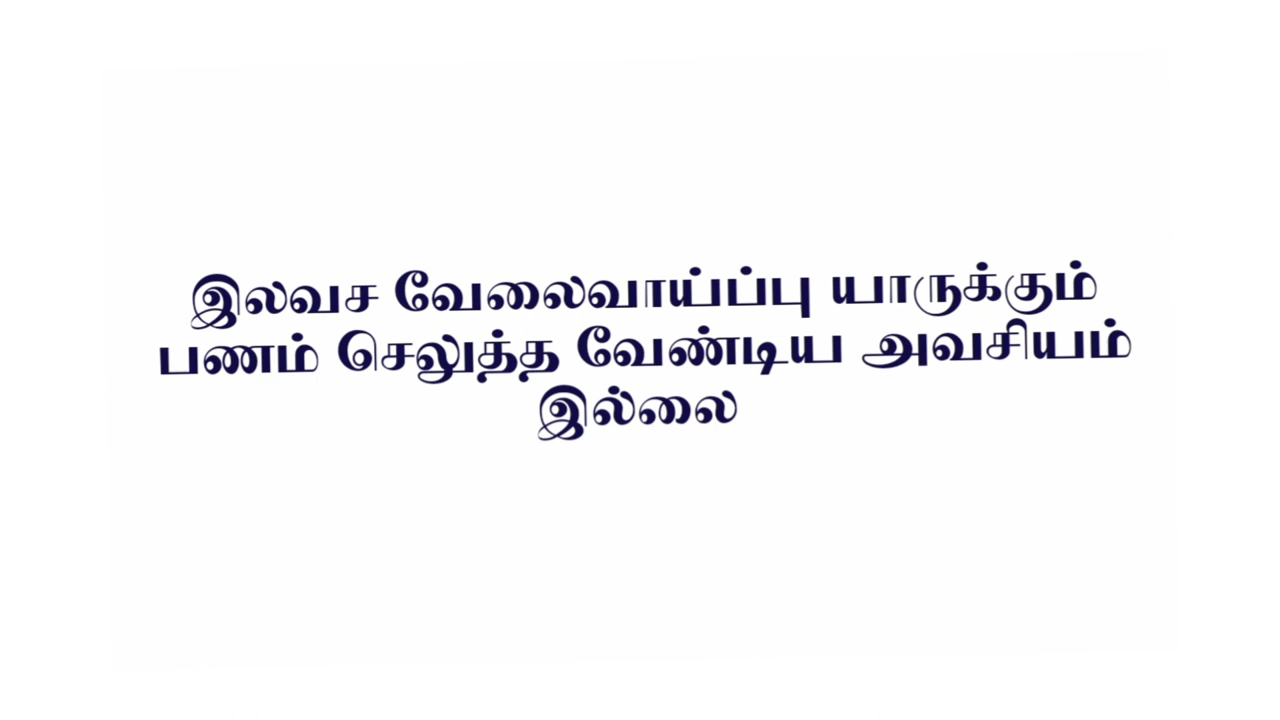 இலவச வேலைவாய்ப்பு யாருக்கும்
பணம் செலுத்த வேண்டிய அவசியம்
இல்லை